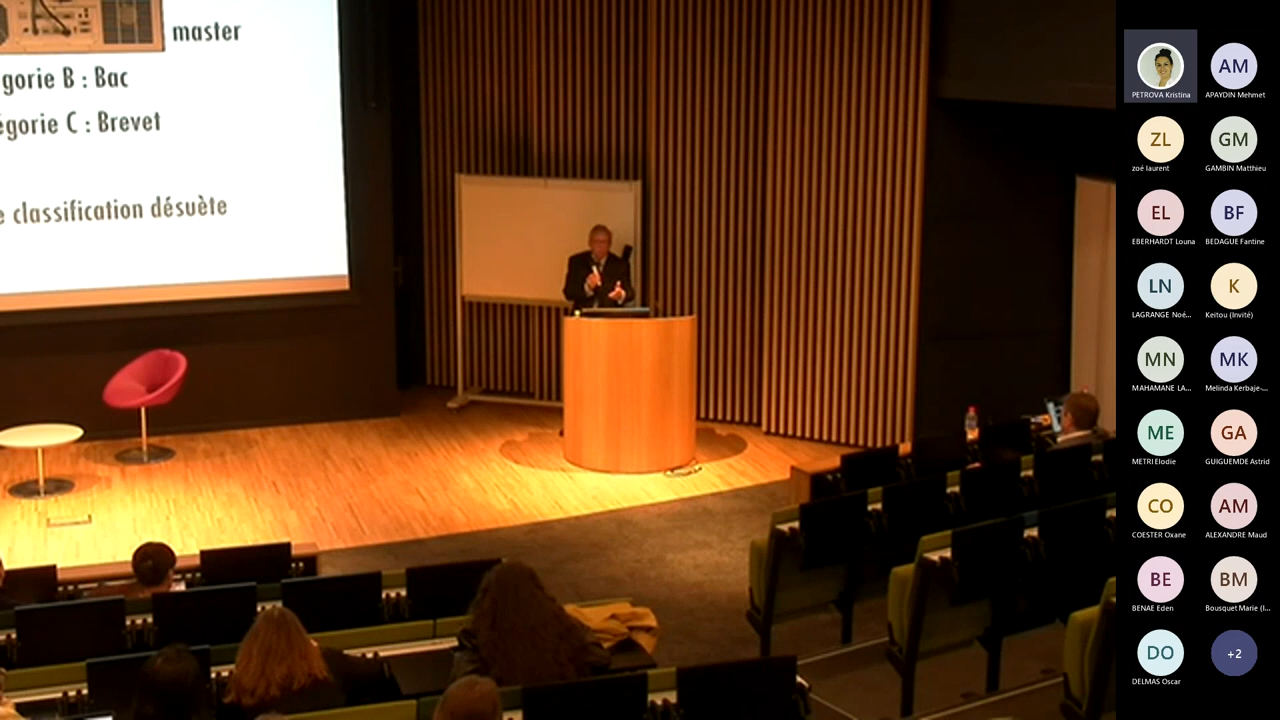 master
gorie B : Bac
égorie C : Brevet
e classification désuète
PETROVA Kristina
AM
APAYDIN Mehmet
ZL
zoé laurent
GM
GAMBIN Matthieu
EL
EBERHARDT Louna
BF
BEDAGUE Fantine
LN
LAGRANGE Noé...
K
Keitou (Invité)
MN
MAHAMANE LA...
MK
Melinda Kerbaje-...
ME
METRI Elodie
GA
GUIGUEMDE Astrid
CO
COESTER Oxane
AM
ALEXANDRE Maud
BE
BENAE Eden
BM
Bousquet Marie (I...
DO
DELMAS Oscar
+2